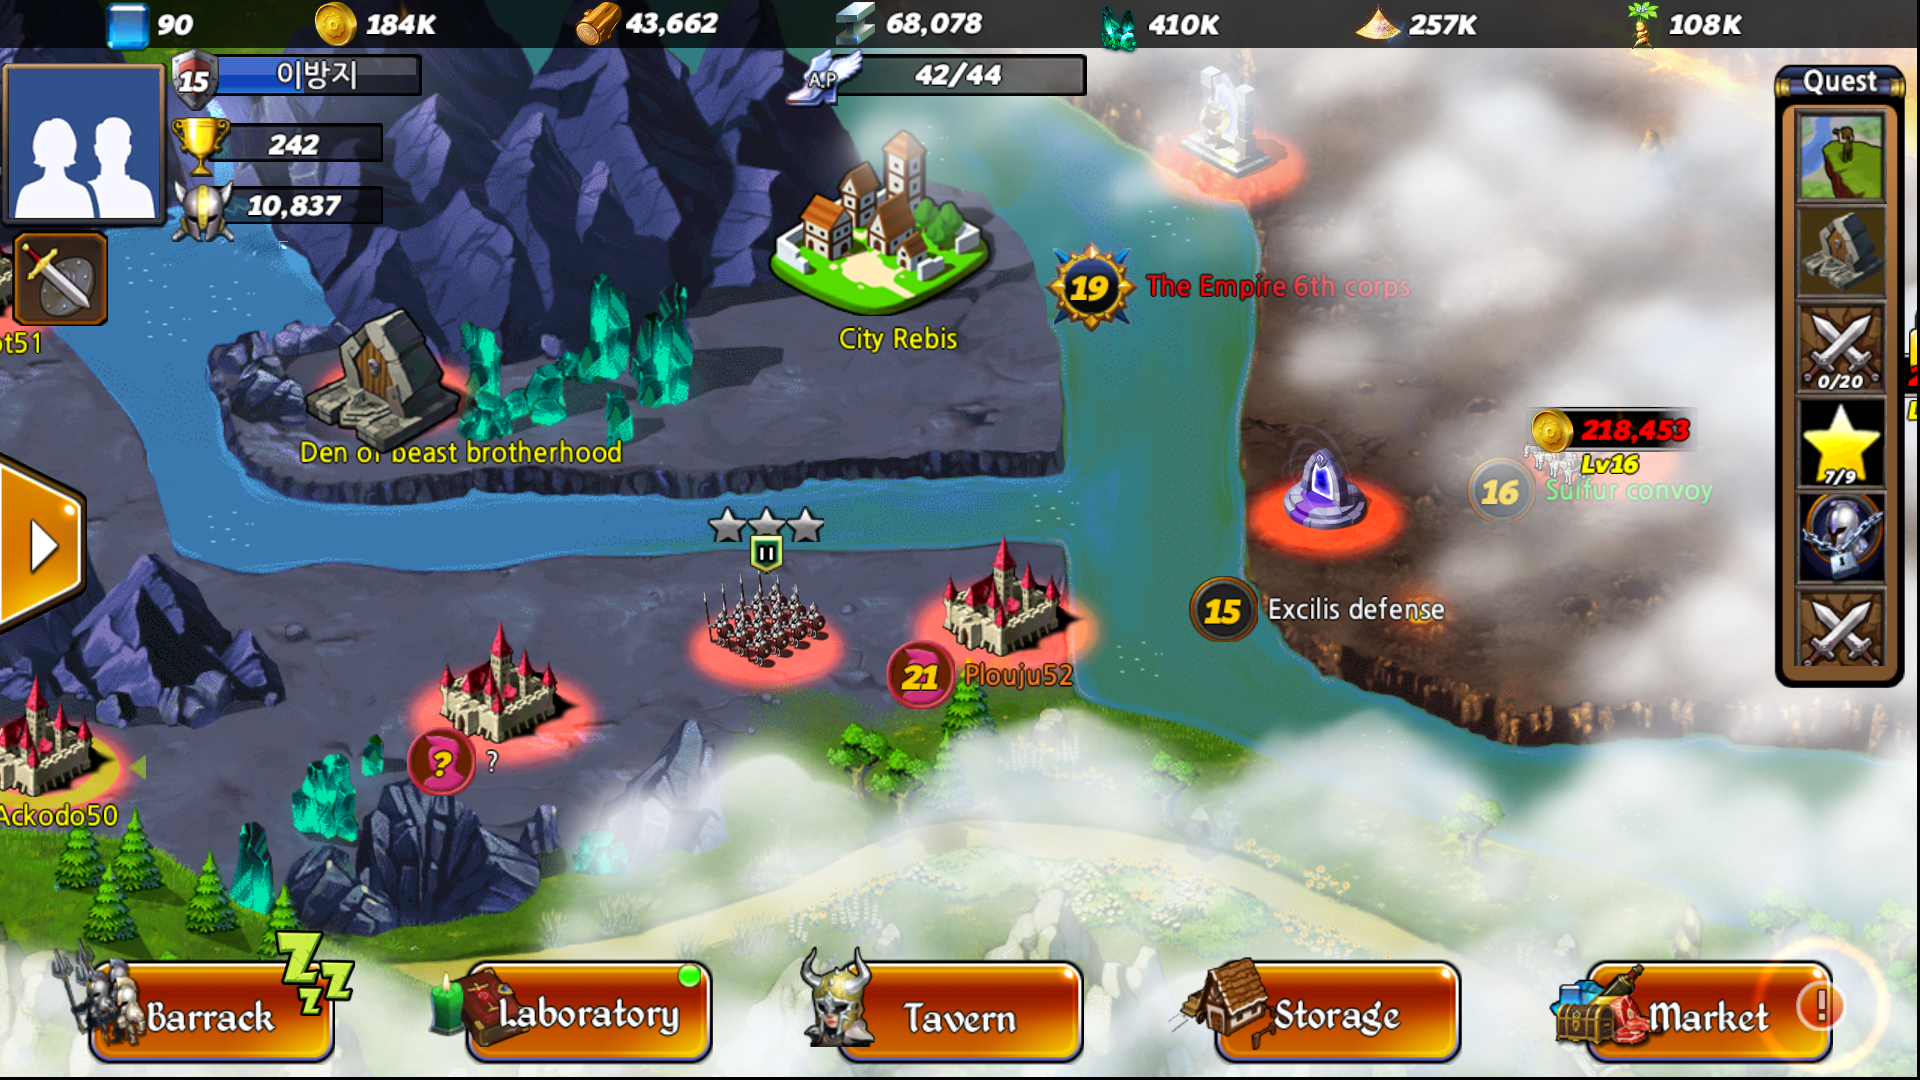 90
184K
43,662
68,078
410K
257K
108K
15
이방지
A.P
42/44
Quest
242
10,837
19
The Empire 6th corps
City Rebis
t51
0/20
218,453
Lv16
Den of beast brotherhood
16
Sulfur convoy
7/9
II
15
Excilis defense
21
Plouju52
?
?
Ackodo50
Z
Z
Z
Barrack
Laboratory
Tavern
Storage
Market
!